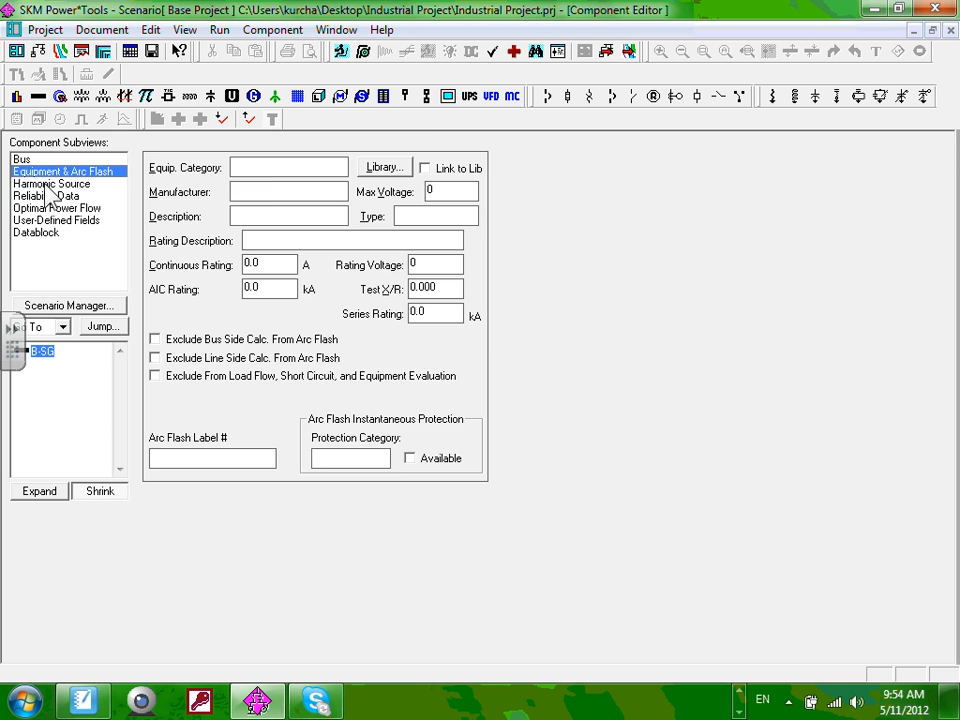 SKM Power*Tools - Scenario[ Base Project ] C:\Users\kurcha\Desktop\Industrial Project\Industrial Project.prj - [Component Editor ]
Project Document Edit View Run Component Window Help
UPS VFD MC
Component Subviews:
Bus
Equipment & Arc Flash
Harmonic Source
Data
Optimal Power Flow
User-Defined Fields
Datablock
Scenario Manager...
To Jump...
B-SG
Expand Shrink
Equip. Category: Library... Link to Lib
Manufacturer: Max Voltage: 0
Description: Type:
Rating Description:
Continuous Rating: 0.0 A Rating Voltage: 0
AIC Rating: 0.0 kA Test X/R: 0.000
Series Rating: 0.0 kA
Exclude Bus Side Calc. From Arc Flash
Exclude Line Side Calc. From Arc Flash
Exclude From Load Flow, Short Circuit, and Equipment Evaluation
Arc Flash Instantaneous Protection
Arc Flash Label # Protection Category:
Available
EN 9:54 AM
5/11/2012